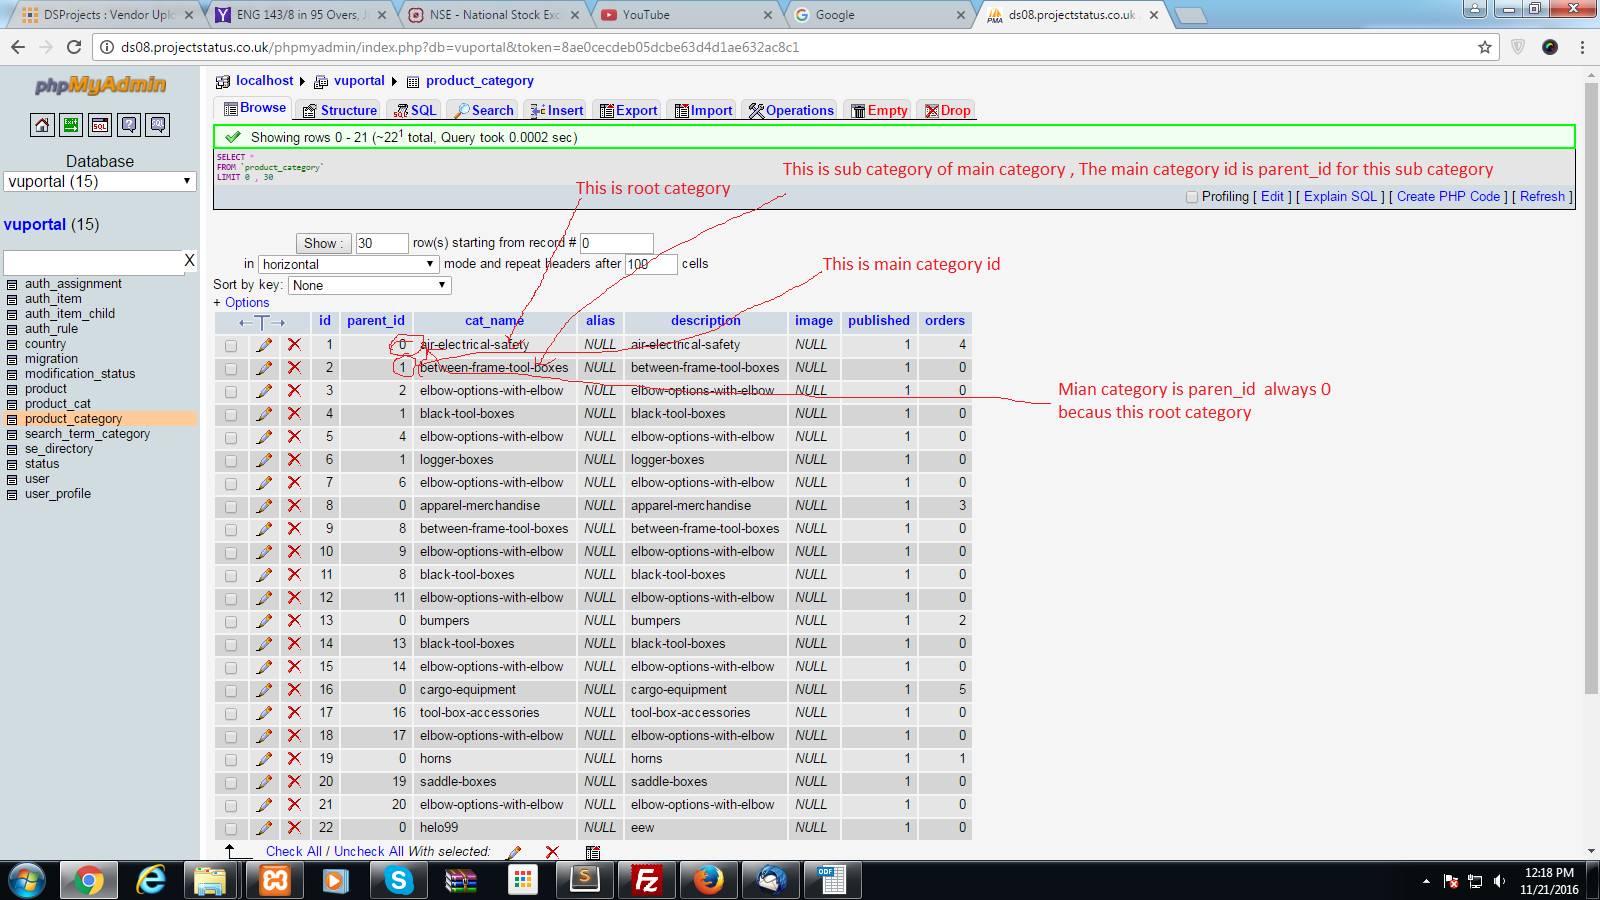 DSProjects : Vendor Uplo
ENG 143/8 in 95 Overs, J
NSE - National Stock Exc
YouTube
Google
ds08.projectstatus.co.uk
ds08.projectstatus.co.uk/phpmyadmin/index.php?db=vuportal&token=8ae0cecdeb05dcbe63d4d1ae632ac8c1
phpMyAdmin
Database
vuportal (15)
vuportal (15)
X
auth_assignment
auth_item
auth_item_child
auth_rule
country
migration
modification_status
product
product_cat
product_category
search_term_category
se_directory
status
user
user_profile
localhost vuportal product_category
Browse Structure SQL Search Insert Export Import Operations Empty Drop
Showing rows 0 - 21 (~22¹ total, Query took 0.0002 sec)
SELECT *
FROM `product_category`
LIMIT 0 , 30
This is sub category of main category , The main category id is parent_id for this sub category
This is root category
Profiling [ Edit ] [ Explain SQL ] [ Create PHP Code ] [ Refresh ]
Show : 30 row(s) starting from record # 0
in horizontal mode and repeat headers after 100 cells
This is main category id
Sort by key: None
+ Options
←T→ id parent_id cat_name alias description image published orders
1 0 air-electrical-safety NULL air-electrical-safety NULL 1 4
2 1 between-frame-tool-boxes NULL between-frame-tool-boxes NULL 1 0
3 2 elbow-options-with-elbow NULL elbow-options-with-elbow NULL 1 0
Mian category is paren_id always 0
becaus this root category
4 1 black-tool-boxes NULL black-tool-boxes NULL 1 0
5 4 elbow-options-with-elbow NULL elbow-options-with-elbow NULL 1 0
6 1 logger-boxes NULL logger-boxes NULL 1 0
7 6 elbow-options-with-elbow NULL elbow-options-with-elbow NULL 1 0
8 0 apparel-merchandise NULL apparel-merchandise NULL 1 3
9 8 between-frame-tool-boxes NULL between-frame-tool-boxes NULL 1 0
10 9 elbow-options-with-elbow NULL elbow-options-with-elbow NULL 1 0
11 8 black-tool-boxes NULL black-tool-boxes NULL 1 0
12 11 elbow-options-with-elbow NULL elbow-options-with-elbow NULL 1 0
13 0 bumpers NULL bumpers NULL 1 2
14 13 black-tool-boxes NULL black-tool-boxes NULL 1 0
15 14 elbow-options-with-elbow NULL elbow-options-with-elbow NULL 1 0
16 0 cargo-equipment NULL cargo-equipment NULL 1 5
17 16 tool-box-accessories NULL tool-box-accessories NULL 1 0
18 17 elbow-options-with-elbow NULL elbow-options-with-elbow NULL 1 0
19 0 horns NULL horns NULL 1 1
20 19 saddle-boxes NULL saddle-boxes NULL 1 0
21 20 elbow-options-with-elbow NULL elbow-options-with-elbow NULL 1 0
22 0 helo99 NULL eew NULL 1 0
Check All / Uncheck All With selected:
12:18 PM
11/21/2016